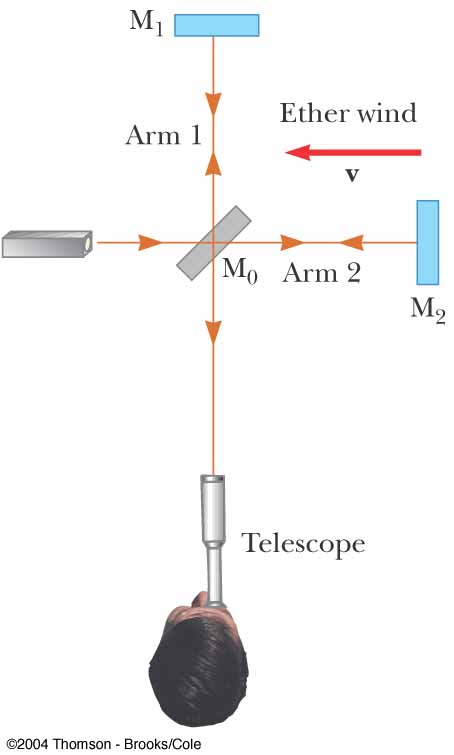 M₁
Ether wind
Arm 1
v
M₀
Arm 2
M₂
Telescope
©2004 Thomson - Brooks/Cole